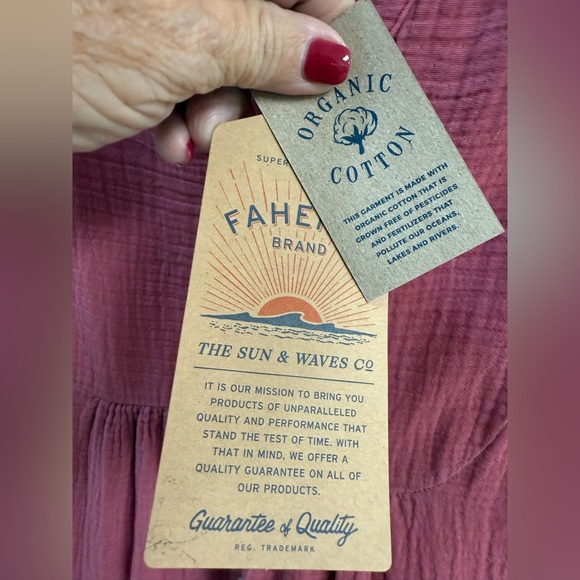 ORGANIC
COTTON
THIS GARMENT IS MADE WITH
ORGANIC COTTON THAT IS
GROWN FREE OF PESTICIDES
AND FERTILIZERS THAT
POLLUTE OUR OCEANS,
LAKES AND RIVERS.
SUPER
FAHE
BRAND
THE SUN & WAVES CO
IT IS OUR MISSION TO BRING YOU
PRODUCTS OF UNPARALLELED
QUALITY AND PERFORMANCE THAT
STAND THE TEST OF TIME. WITH
THAT IN MIND, WE OFFER A
QUALITY GUARANTEE ON ALL OF
OUR PRODUCTS.
Guarantee of Quality
REG. TRADEMARK